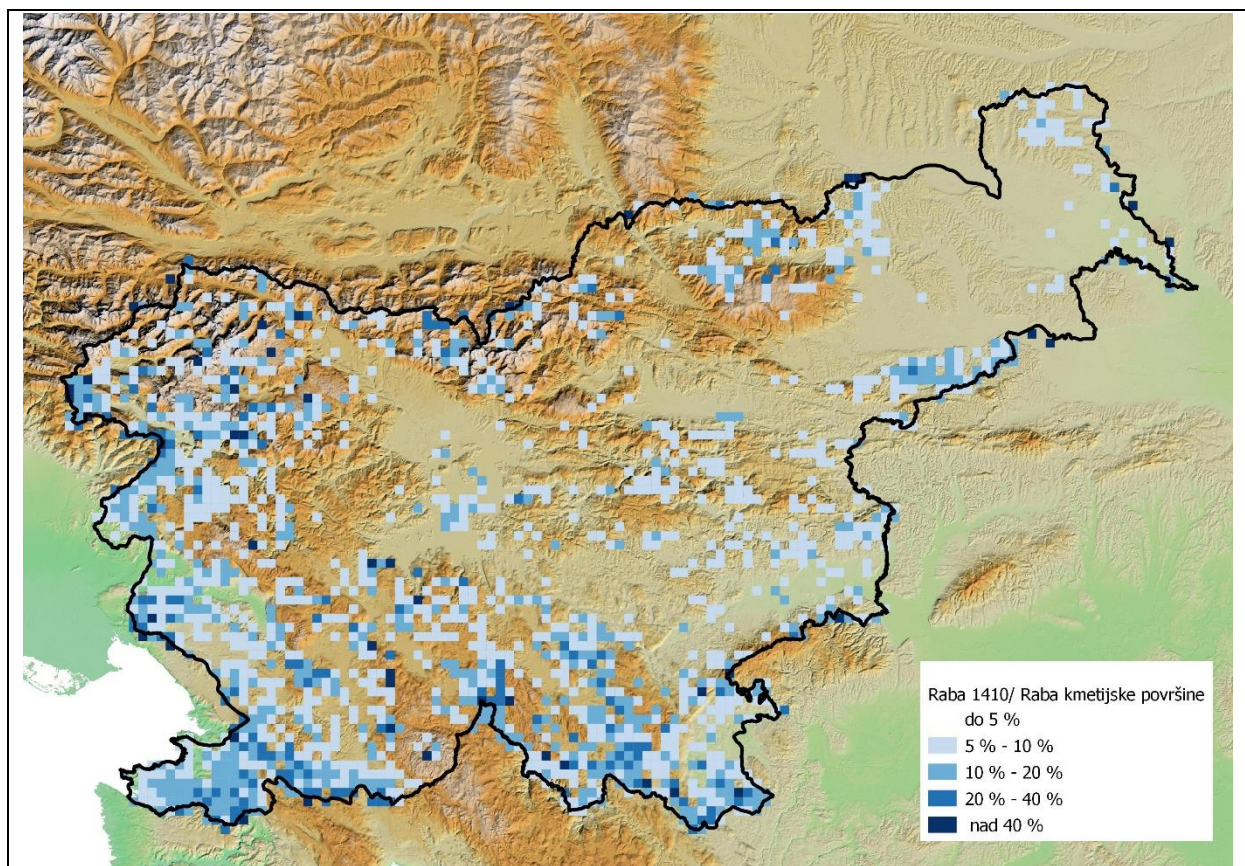 Raba 1410/ Raba kmetijske površine
do 5 %
5 % - 10 %
10 % - 20 %
20 % - 40 %
nad 40 %